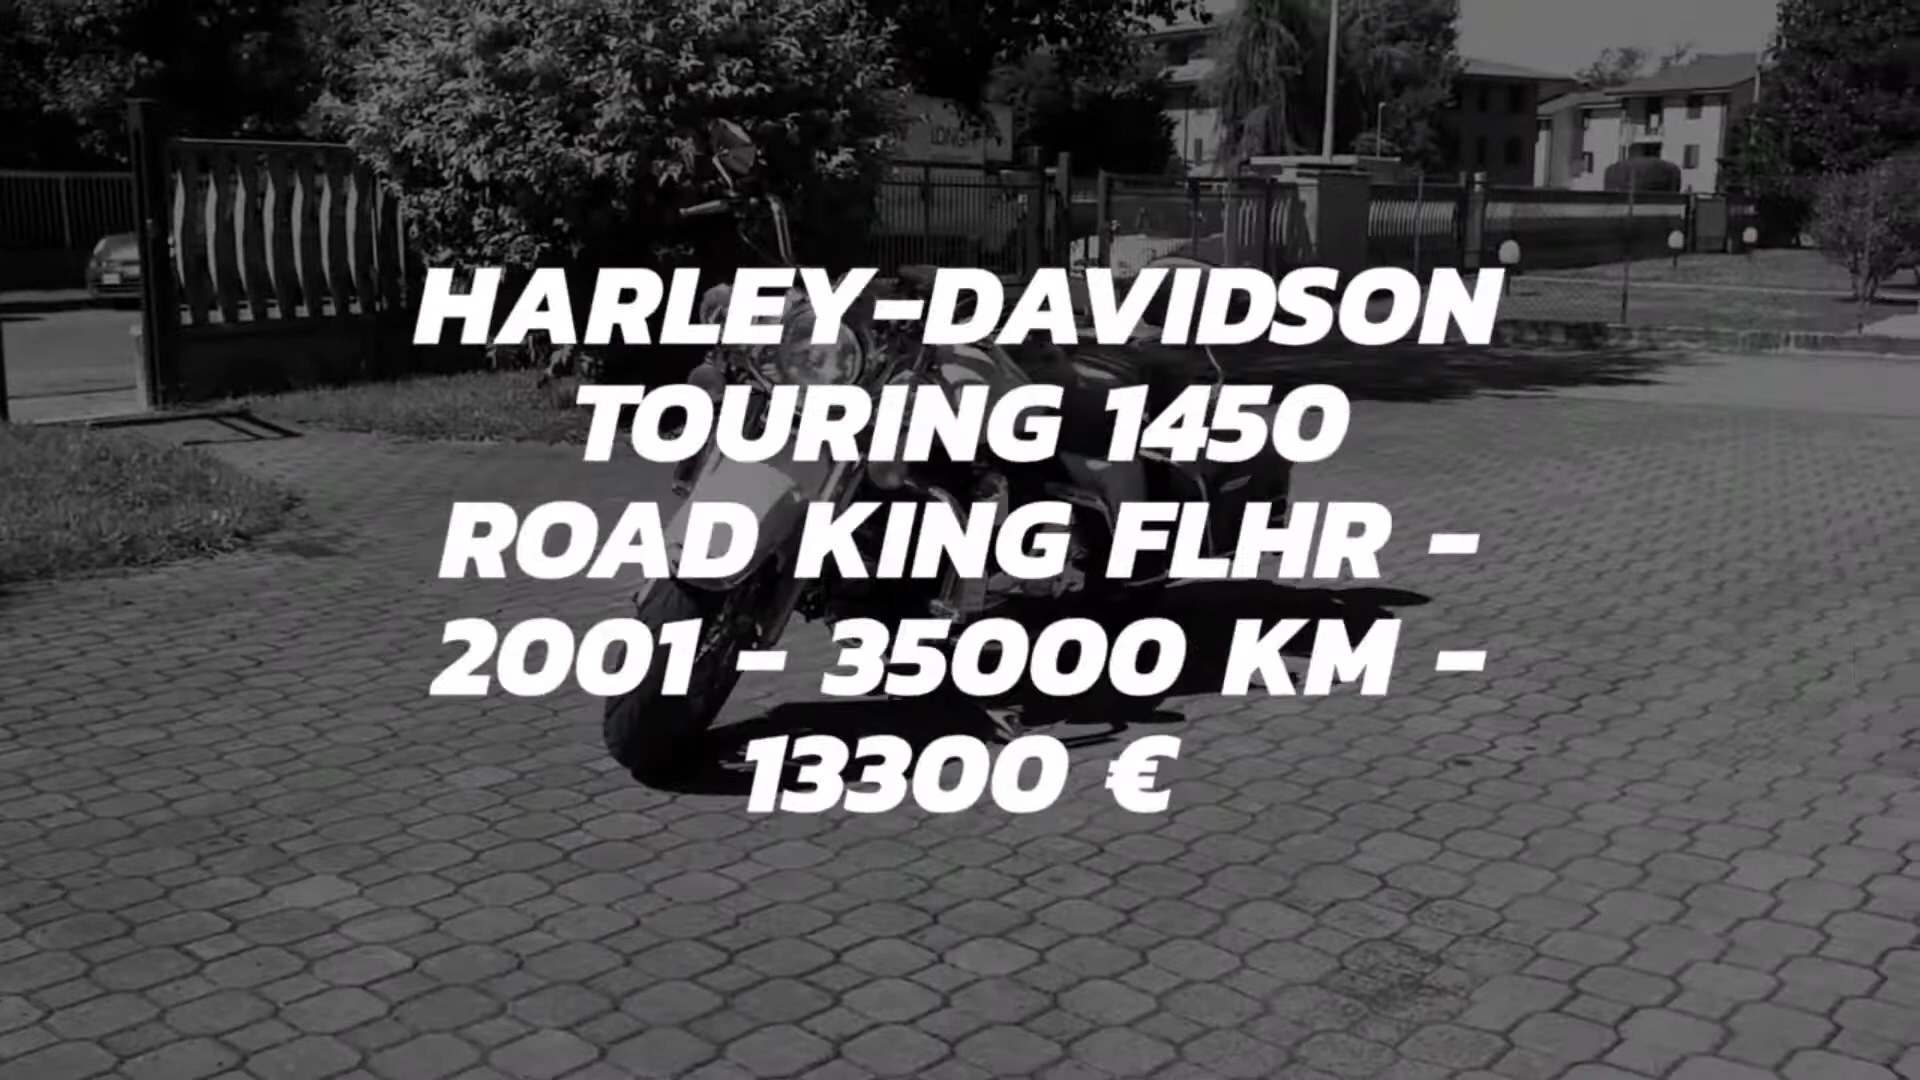 HARLEY-DAVIDSON
TOURING 1450
ROAD KING FLHR -
2001 - 35000 KM -
13300 €